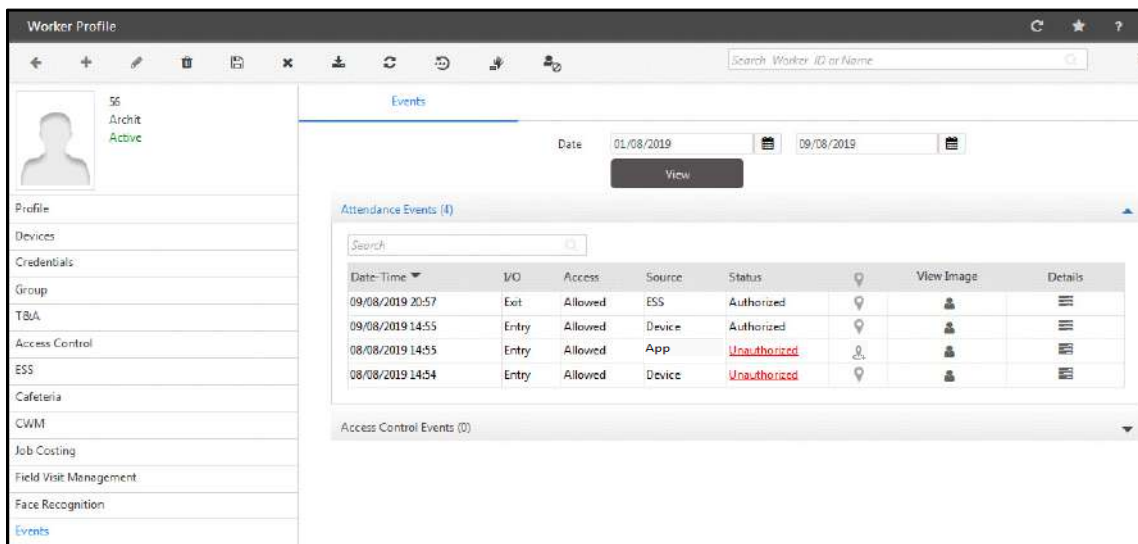 Worker Profile
?
Search Worker ID or Name
56
Archit
Active
Events
Date 01/08/2019 09/08/2019
View
Profile
Devices
Credentials
Group
T&A
Access Control
ESS
Cafeteria
CWM
Job Costing
Field Visit Management
Face Recognition
Events
Attendance Events (4)
Search
Date-Time I/O Access Source Status View Image Details
09/08/2019 20:57 Exit Allowed ESS Authorized
09/08/2019 14:55 Entry Allowed Device Authorized
08/08/2019 14:55 Entry Allowed App Unauthorized
08/08/2019 14:54 Entry Allowed Device Unauthorized
Access Control Events (0)